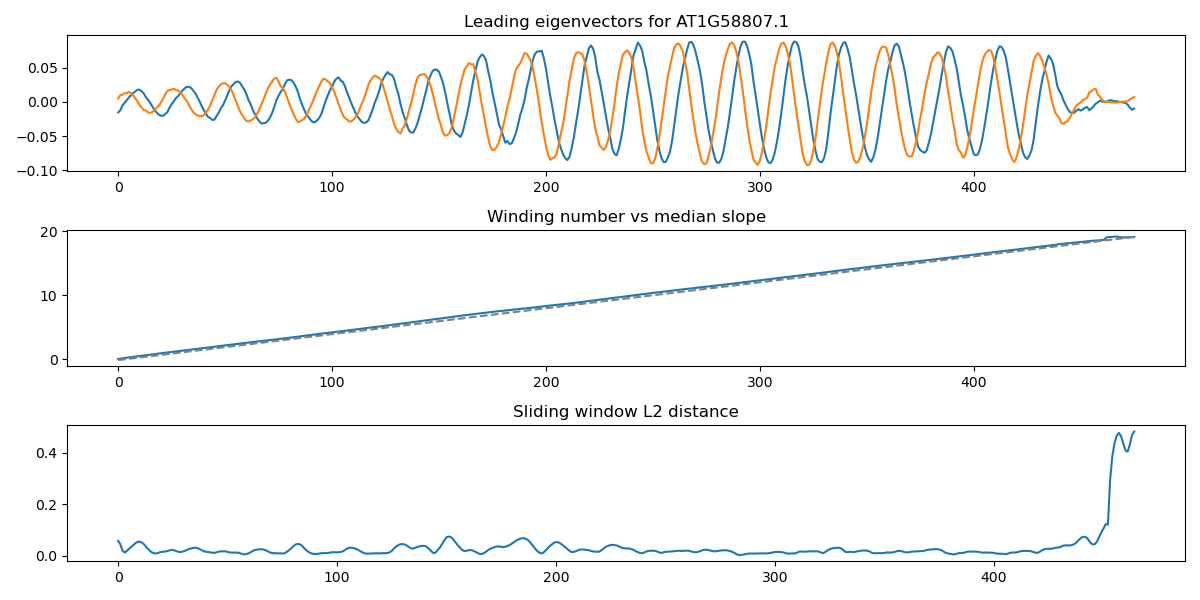 Leading eigenvectors for AT1G58807.1
0.05
0.00
−0.05
−0.10
0 100 200 300 400
Winding number vs median slope
20
10
0
0 100 200 300 400
Sliding window L2 distance
0.4
0.2
0.0
0 100 200 300 400